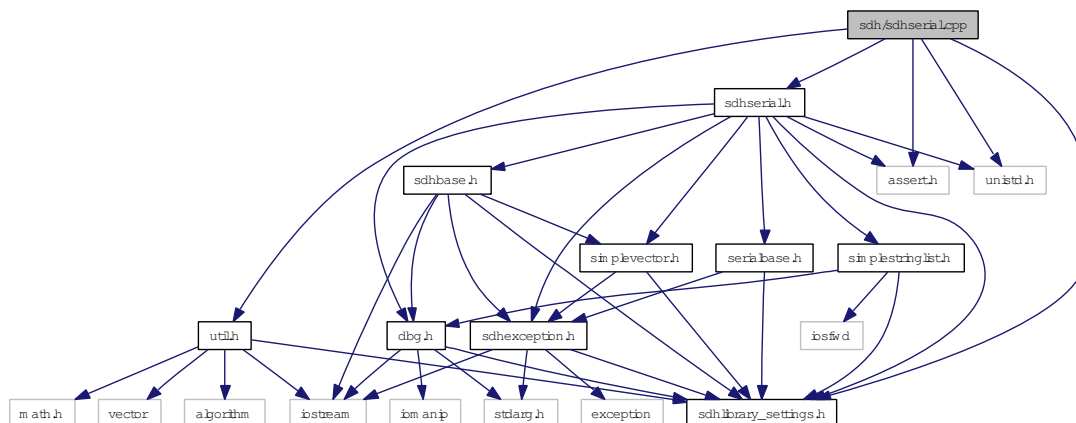 sdh/sdhserial.cpp
sdhserial.h
sdhbase.h
assert.h
unistd.h
simplevector.h
serialbase.h
simplestringlist.h
util.h
dbg.h
sdhexception.h
iosfwd
math.h
vector
algorithm
iostream
iomanip
stdarg.h
exception
sdhlibrary_settings.h